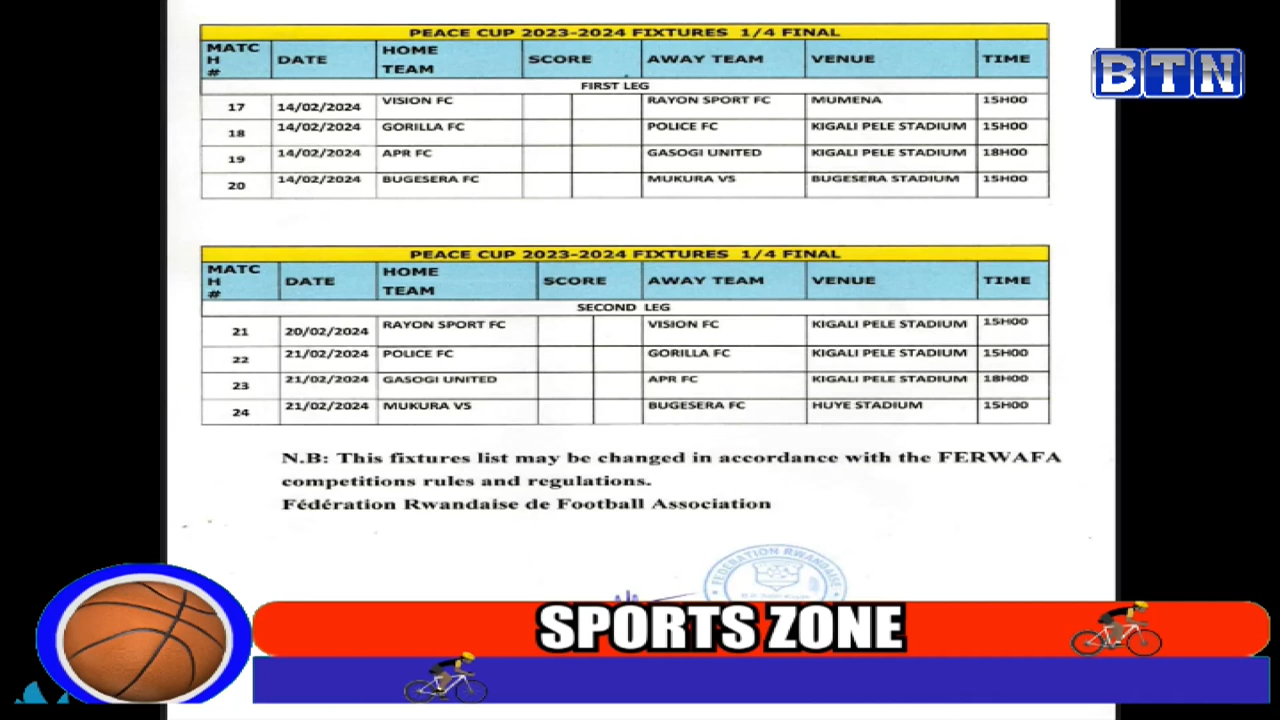 PEACE CUP 2023-2024 FIXTURES 1/4 FINAL
MATCH # DATE HOME TEAM SCORE AWAY TEAM VENUE TIME
FIRST LEG
17 14/02/2024 VISION FC RAYON SPORT FC MUMENA 15H00
18 14/02/2024 GORILLA FC POLICE FC KIGALI PELE STADIUM 15H00
19 14/02/2024 APR FC GASOGI UNITED KIGALI PELE STADIUM 18H00
20 14/02/2024 BUGESERA FC MUKURA VS BUGESERA STADIUM 15H00
BTN
PEACE CUP 2023-2024 FIXTURES 1/4 FINAL
MATCH # DATE HOME TEAM SCORE AWAY TEAM VENUE TIME
SECOND LEG
21 20/02/2024 RAYON SPORT FC VISION FC KIGALI PELE STADIUM 15H00
22 21/02/2024 POLICE FC GORILLA FC KIGALI PELE STADIUM 15H00
23 21/02/2024 GASOGI UNITED APR FC KIGALI PELE STADIUM 18H00
24 21/02/2024 MUKURA VS BUGESERA FC HUYE STADIUM 15H00
N.B: This fixtures list may be changed in accordance with the FERWAFA
competitions rules and regulations.
Fédération Rwandaise de Football Association
FEDERATION RWANDAISE
SPORTS ZONE